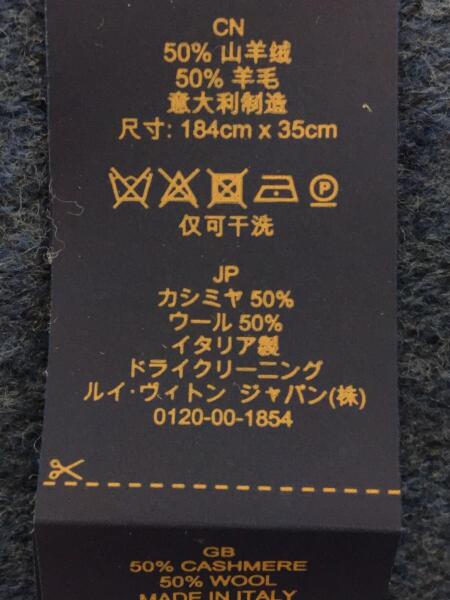 CN
50% 山羊绒
50% 羊毛
意大利制造
尺寸: 184cm x 35cm
P
仅可干洗
JP
カシミヤ 50%
ウール 50%
イタリア製
ドライクリーニング
ルイ·ヴィトン ジャパン(株)
0120-00-1854
GB
50% CASHMERE
50% WOOL
MADE IN ITALY